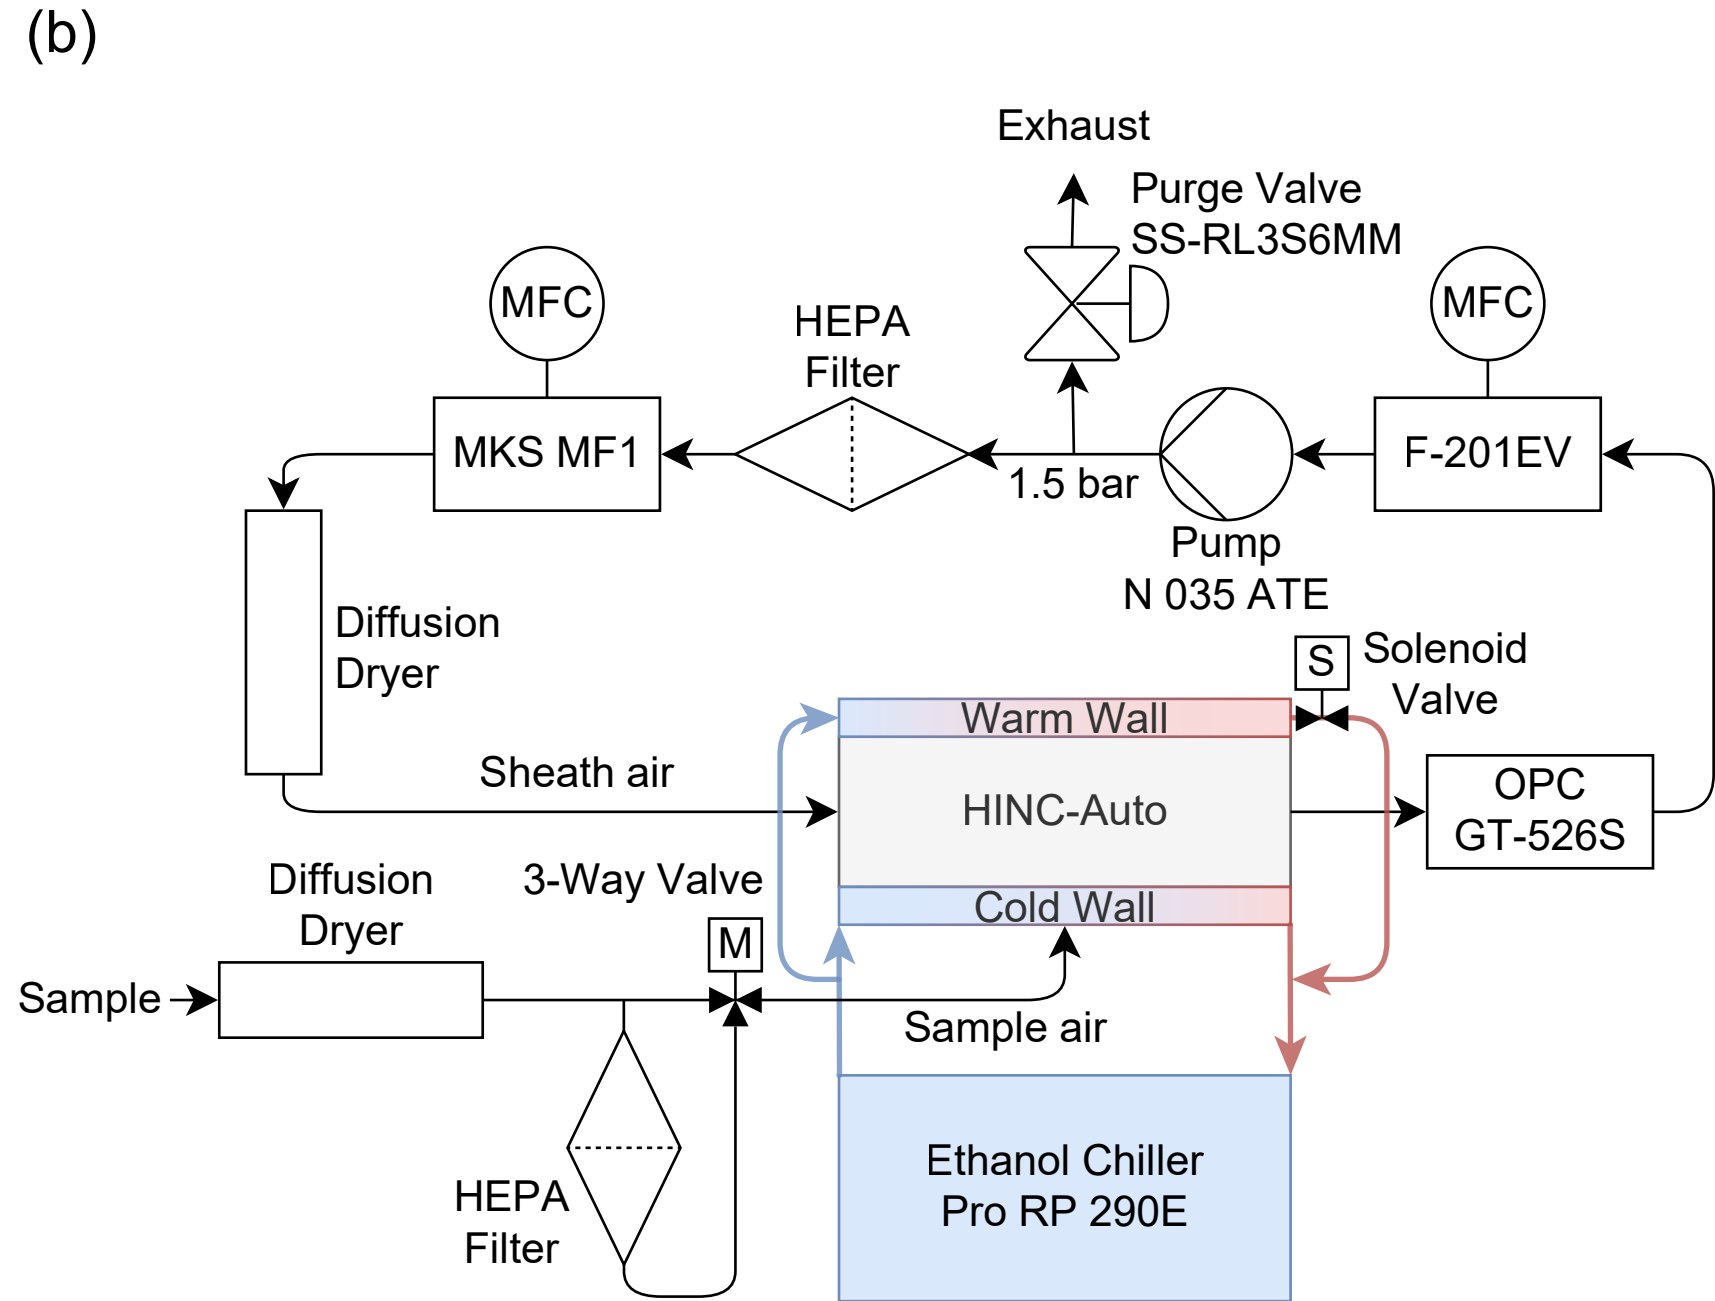 (b)
Exhaust
Purge Valve
SS-RL3S6MM
MFC
HEPA
Filter
MFC
MKS MF1
1.5 bar
F-201EV
Pump
N 035 ATE
Diffusion
Dryer
S
Solenoid
Valve
Warm Wall
Sheath air
HINC-Auto
OPC
GT-526S
Diffusion
Dryer
3-Way Valve
Cold Wall
M
Sample
Sample air
HEPA
Filter
Ethanol Chiller
Pro RP 290E